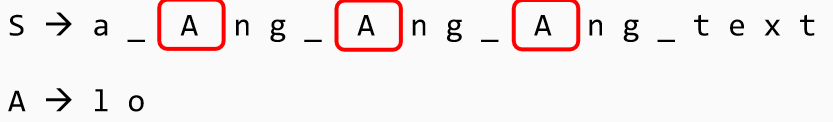 S → a _ A n g _ A n g _ A n g _ t e x t
A → l o